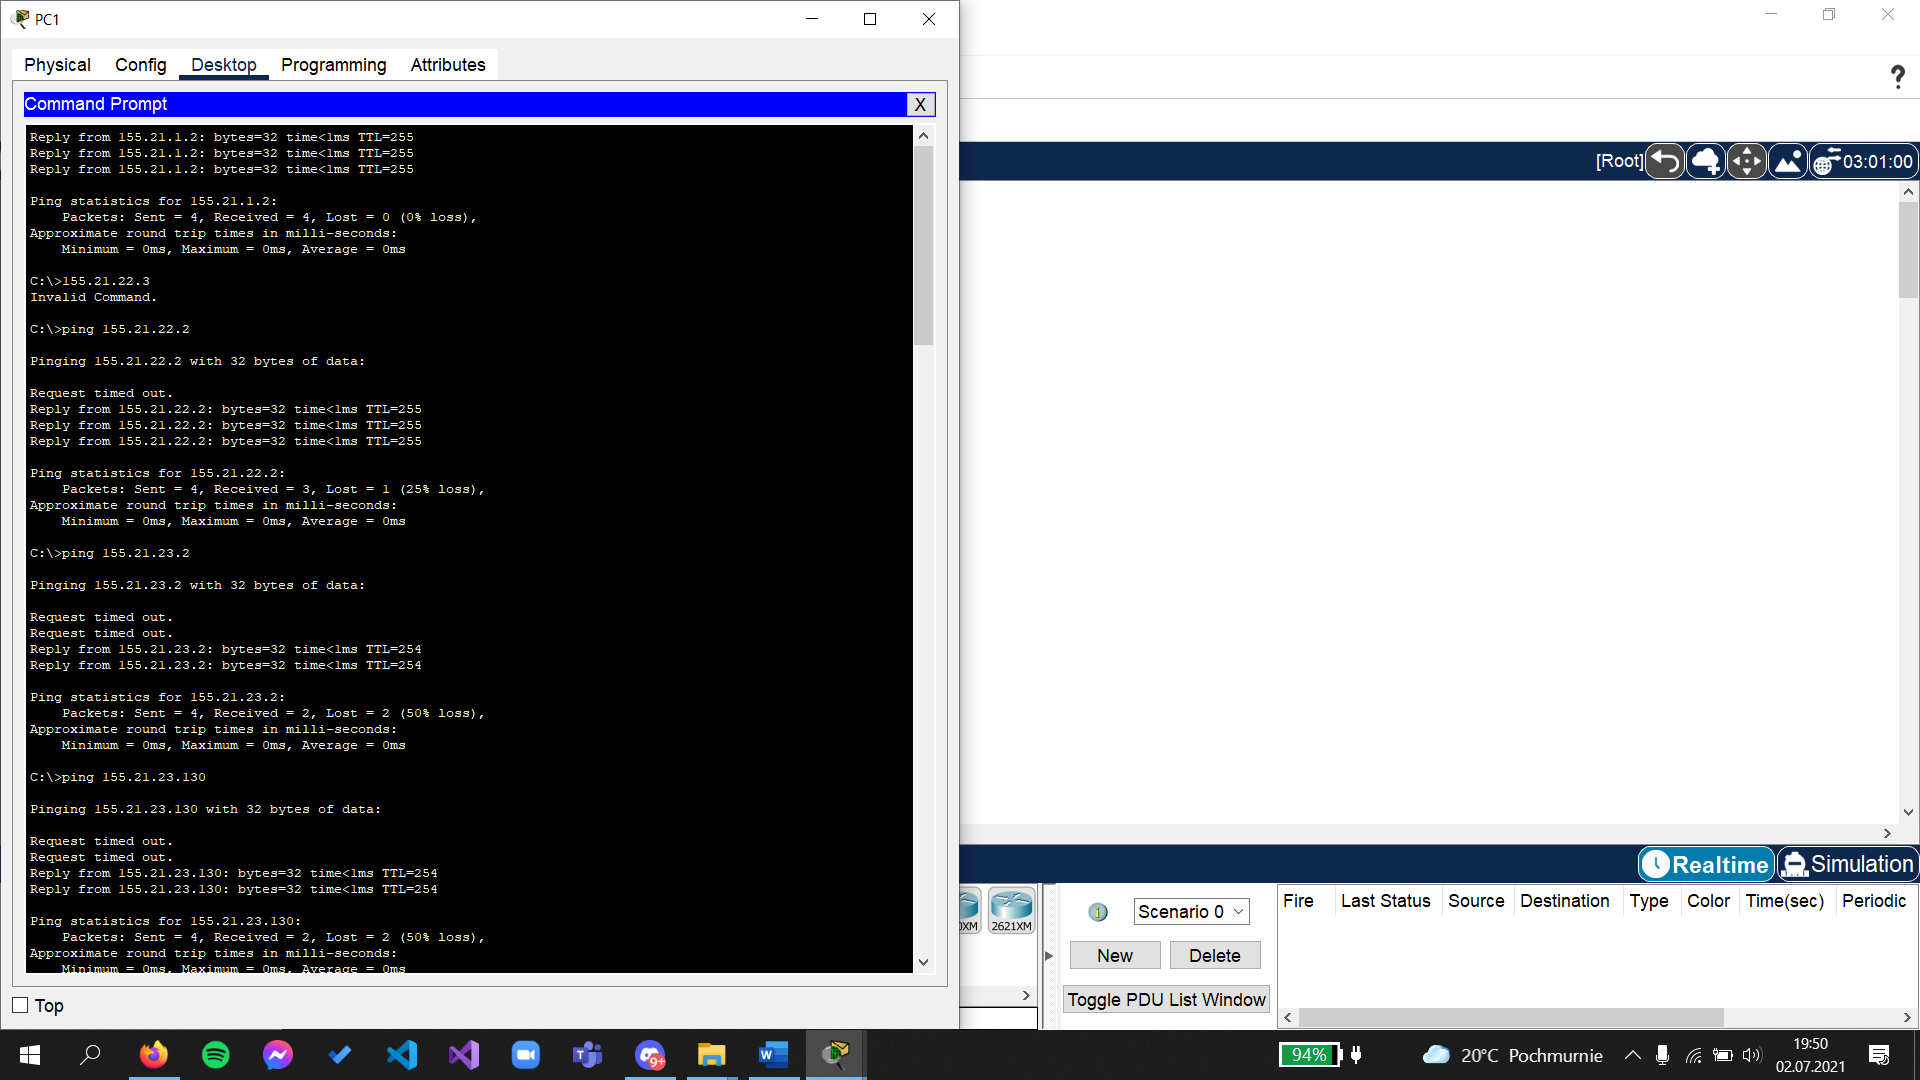 PC1
Physical Config Desktop Programming Attributes
Command Prompt X
Reply from 155.21.1.2: bytes=32 time<1ms TTL=255
Reply from 155.21.1.2: bytes=32 time<1ms TTL=255
Reply from 155.21.1.2: bytes=32 time<1ms TTL=255
Ping statistics for 155.21.1.2:
Packets: Sent = 4, Received = 4, Lost = 0 (0% loss),
Approximate round trip times in milli-seconds:
Minimum = 0ms, Maximum = 0ms, Average = 0ms
C:\>155.21.22.3
Invalid Command.
C:\>ping 155.21.22.2
Pinging 155.21.22.2 with 32 bytes of data:
Request timed out.
Reply from 155.21.22.2: bytes=32 time<1ms TTL=255
Reply from 155.21.22.2: bytes=32 time<1ms TTL=255
Reply from 155.21.22.2: bytes=32 time<1ms TTL=255
Ping statistics for 155.21.22.2:
Packets: Sent = 4, Received = 3, Lost = 1 (25% loss),
Approximate round trip times in milli-seconds:
Minimum = 0ms, Maximum = 0ms, Average = 0ms
C:\>ping 155.21.23.2
Pinging 155.21.23.2 with 32 bytes of data:
Request timed out.
Request timed out.
Reply from 155.21.23.2: bytes=32 time<1ms TTL=254
Reply from 155.21.23.2: bytes=32 time<1ms TTL=254
Ping statistics for 155.21.23.2:
Packets: Sent = 4, Received = 2, Lost = 2 (50% loss),
Approximate round trip times in milli-seconds:
Minimum = 0ms, Maximum = 0ms, Average = 0ms
C:\>ping 155.21.23.130
Pinging 155.21.23.130 with 32 bytes of data:
Request timed out.
Request timed out.
Reply from 155.21.23.130: bytes=32 time<1ms TTL=254
Reply from 155.21.23.130: bytes=32 time<1ms TTL=254
Ping statistics for 155.21.23.130:
Packets: Sent = 4, Received = 2, Lost = 2 (50% loss),
Approximate round trip times in milli-seconds:
Minimum = 0ms, Maximum = 0ms, Average = 0ms
Top
?
[Root] 03:01:00
Realtime Simulation
0XM 2621XM
Scenario 0
New Delete
Toggle PDU List Window
Fire Last Status Source Destination Type Color Time(sec) Periodic
9+
94% 20°C Pochmurnie
19:50
02.07.2021